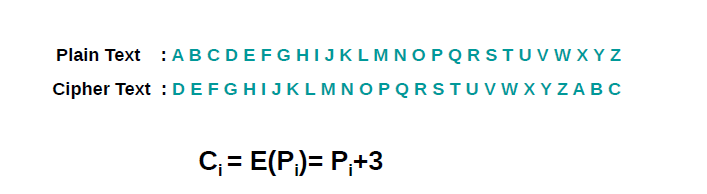 Plain Text : A B C D E F G H I J K L M N O P Q R S T U V W X Y Z
Cipher Text : D E F G H I J K L M N O P Q R S T U V W X Y Z A B C
Cᵢ = E(Pᵢ)= Pᵢ+3